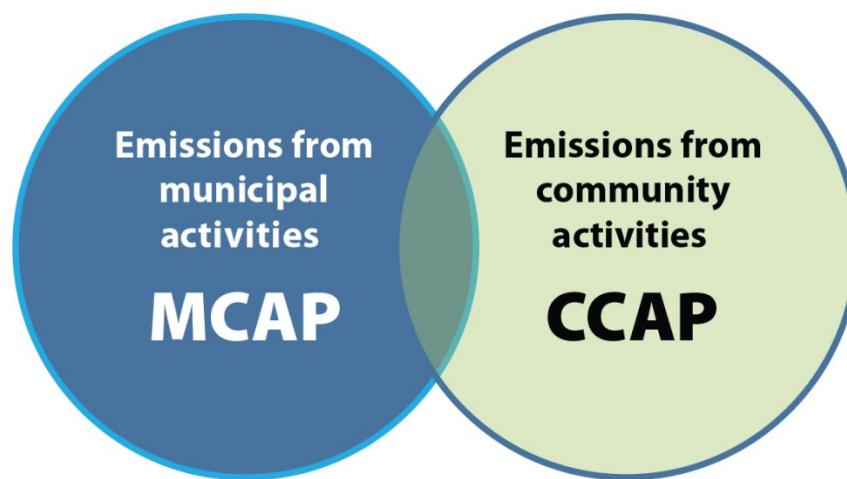 Emissions from
municipal
activities
MCAP
Emissions from
community
activities
CCAP